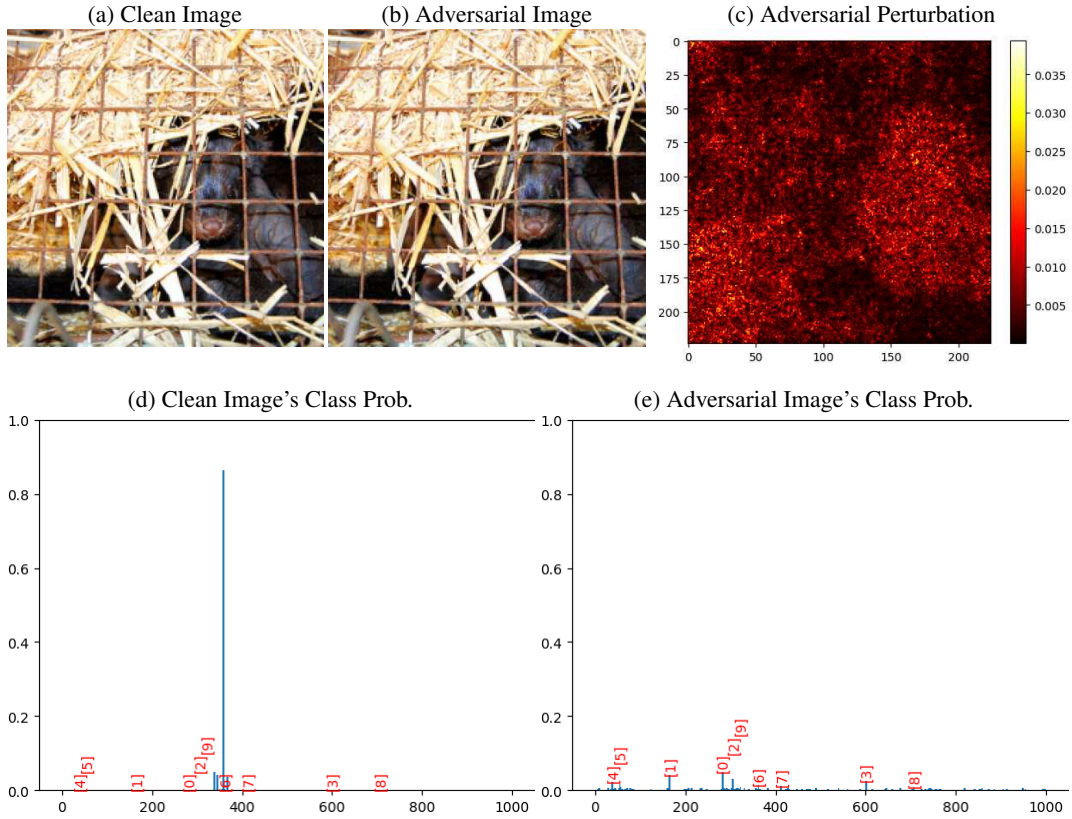 (a) Clean Image
(b) Adversarial Image
(c) Adversarial Perturbation
0
25
50
75
100
125
150
175
200
0 50 100 150 200
0.035
0.030
0.025
0.020
0.015
0.010
0.005
(d) Clean Image's Class Prob.
1.0
0.8
0.6
0.4
0.2
0.0
[4] [5] [1] [0] [2] [9] [6] [7] [3] [8]
0 200 400 600 800 1000
(e) Adversarial Image's Class Prob.
1.0
0.8
0.6
0.4
0.2
0.0
[4] [5] [1] [0] [2] [9] [6] [7] [3] [8]
0 200 400 600 800 1000